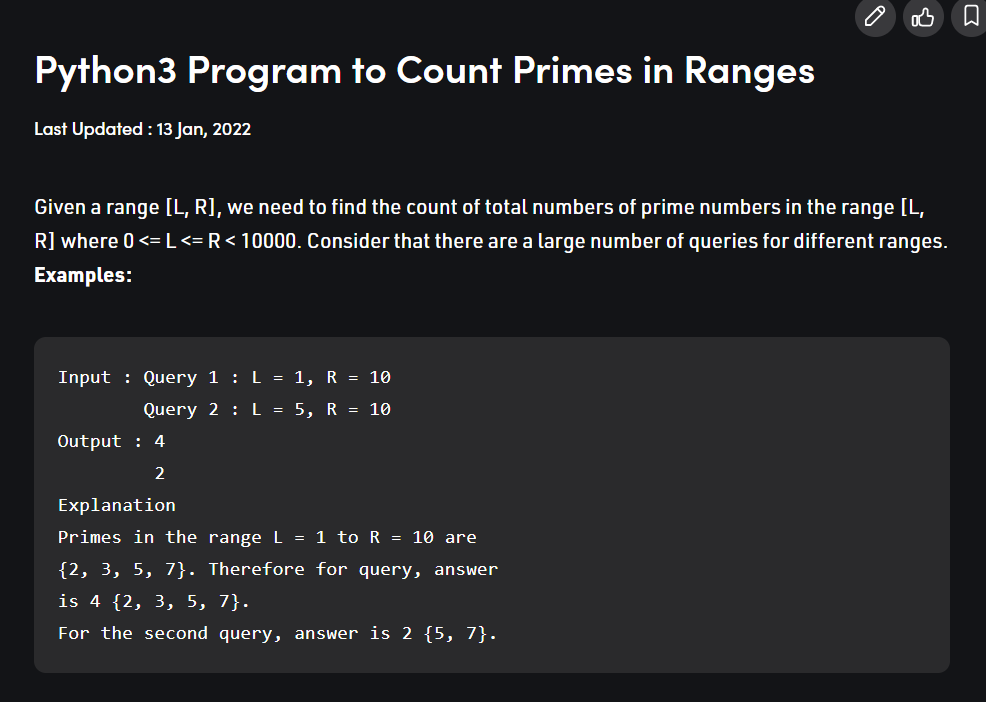 Python3 Program to Count Primes in Ranges
Last Updated : 13 Jan, 2022
Given a range [L, R], we need to find the count of total numbers of prime numbers in the range [L,
R] where 0 <= L <= R < 10000. Consider that there are a large number of queries for different ranges.
Examples:
Input : Query 1 : L = 1, R = 10
        Query 2 : L = 5, R = 10
Output : 4
         2
Explanation
Primes in the range L = 1 to R = 10 are
{2, 3, 5, 7}. Therefore for query, answer
is 4 {2, 3, 5, 7}.
For the second query, answer is 2 {5, 7}.